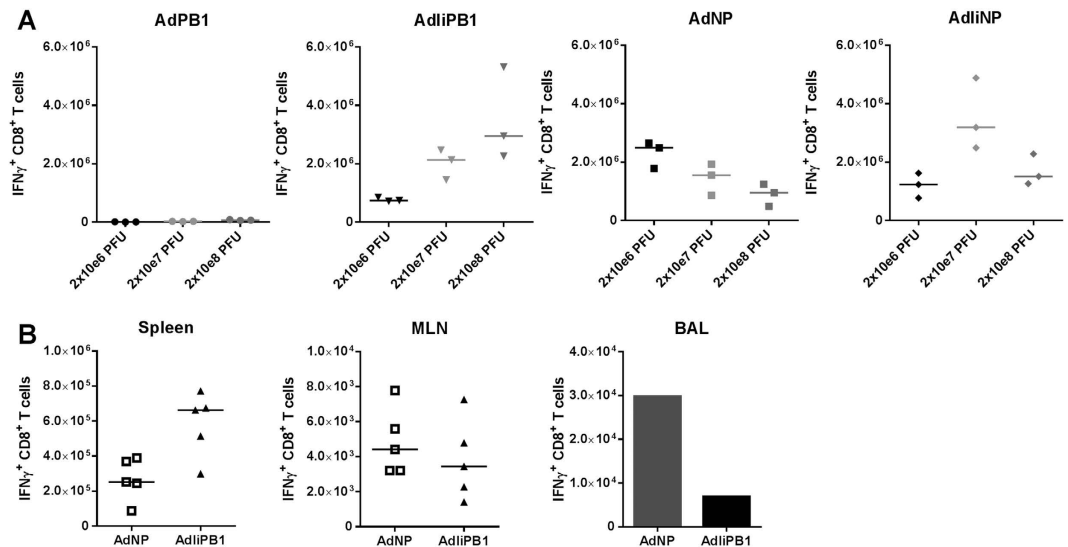 A
AdPB1
IFNγ⁺ CD8⁺ T cells
6.0×10⁶
4.0×10⁶
2.0×10⁶
0
2x10e6 PFU
2x10e7 PFU
2x10e8 PFU
AdIiPB1
IFNγ⁺ CD8⁺ T cells
6.0×10⁶
4.0×10⁶
2.0×10⁶
0
2x10e6 PFU
2x10e7 PFU
2x10e8 PFU
AdNP
IFNγ⁺ CD8⁺ T cells
6.0×10⁶
4.0×10⁶
2.0×10⁶
0
2x10e6 PFU
2x10e7 PFU
2x10e8 PFU
AdIiNP
IFNγ⁺ CD8⁺ T cells
6.0×10⁶
4.0×10⁶
2.0×10⁶
0
2x10e6 PFU
2x10e7 PFU
2x10e8 PFU
B
Spleen
IFNγ⁺ CD8⁺ T cells
1.0×10⁶
8.0×10⁵
6.0×10⁵
4.0×10⁵
2.0×10⁵
0
AdNP AdIiPB1
MLN
IFNγ⁺ CD8⁺ T cells
1.0×10⁴
8.0×10³
6.0×10³
4.0×10³
2.0×10³
0
AdNP AdIiPB1
BAL
IFNγ⁺ CD8⁺ T cells
4.0×10⁴
3.0×10⁴
2.0×10⁴
1.0×10⁴
0
AdNP AdIiPB1